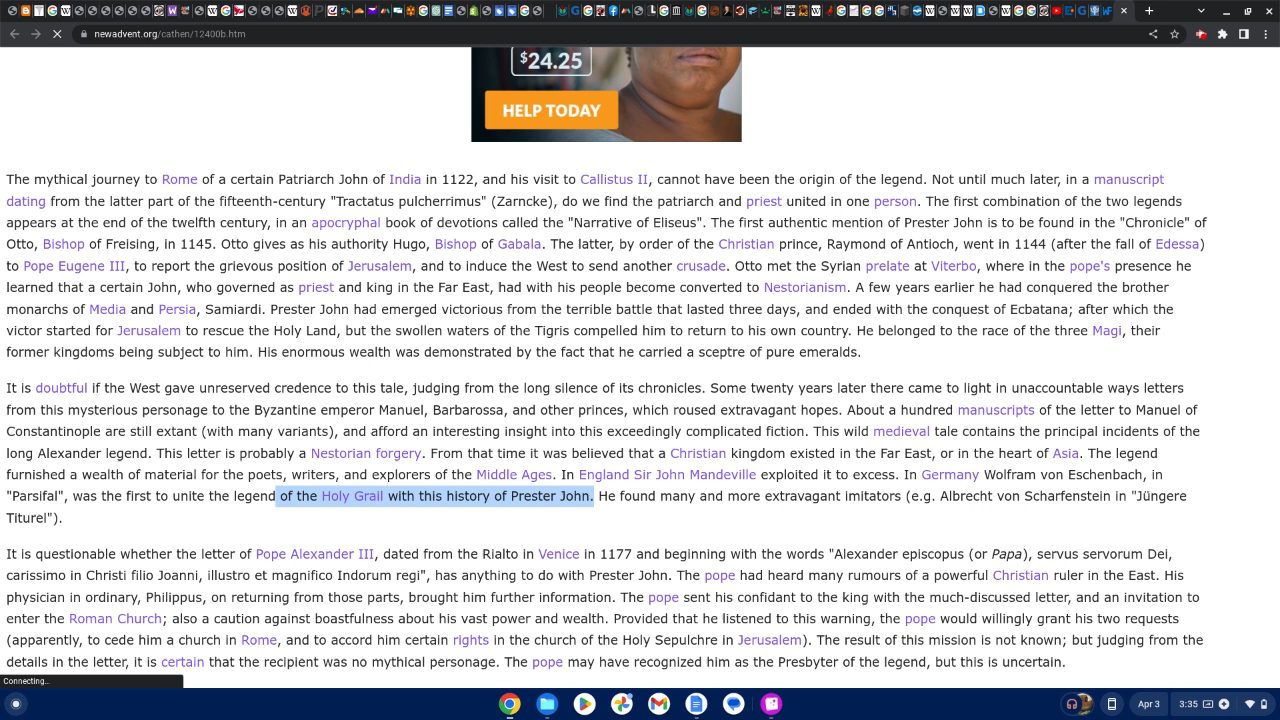 newadvent.org/cathen/12400b.htm
$24.25
HELP TODAY
The mythical journey to Rome of a certain Patriarch John of India in 1122, and his visit to Callistus II, cannot have been the origin of the legend. Not until much later, in a manuscript
dating from the latter part of the fifteenth-century "Tractatus pulcherrimus" (Zarncke), do we find the patriarch and priest united in one person. The first combination of the two legends
appears at the end of the twelfth century, in an apocryphal book of devotions called the "Narrative of Eliseus". The first authentic mention of Prester John is to be found in the "Chronicle" of
Otto, Bishop of Freising, in 1145. Otto gives as his authority Hugo, Bishop of Gabala. The latter, by order of the Christian prince, Raymond of Antioch, went in 1144 (after the fall of Edessa)
to Pope Eugene III, to report the grievous position of Jerusalem, and to induce the West to send another crusade. Otto met the Syrian prelate at Viterbo, where in the pope's presence he
learned that a certain John, who governed as priest and king in the Far East, had with his people become converted to Nestorianism. A few years earlier he had conquered the brother
monarchs of Media and Persia, Samiardi. Prester John had emerged victorious from the terrible battle that lasted three days, and ended with the conquest of Ecbatana; after which the
victor started for Jerusalem to rescue the Holy Land, but the swollen waters of the Tigris compelled him to return to his own country. He belonged to the race of the three Magi, their
former kingdoms being subject to him. His enormous wealth was demonstrated by the fact that he carried a sceptre of pure emeralds.
It is doubtful if the West gave unreserved credence to this tale, judging from the long silence of its chronicles. Some twenty years later there came to light in unaccountable ways letters
from this mysterious personage to the Byzantine emperor Manuel, Barbarossa, and other princes, which roused extravagant hopes. About a hundred manuscripts of the letter to Manuel of
Constantinople are still extant (with many variants), and afford an interesting insight into this exceedingly complicated fiction. This wild medieval tale contains the principal incidents of the
long Alexander legend. This letter is probably a Nestorian forgery. From that time it was believed that a Christian kingdom existed in the Far East, or in the heart of Asia. The legend
furnished a wealth of material for the poets, writers, and explorers of the Middle Ages. In England Sir John Mandeville exploited it to excess. In Germany Wolfram von Eschenbach, in
"Parsifal", was the first to unite the legend of the Holy Grail with this history of Prester John. He found many and more extravagant imitators (e.g. Albrecht von Scharfenstein in "Jüngere
Titurel").
It is questionable whether the letter of Pope Alexander III, dated from the Rialto in Venice in 1177 and beginning with the words "Alexander episcopus (or Papa), servus servorum Dei,
carissimo in Christi filio Joanni, illustro et magnifico Indorum regi", has anything to do with Prester John. The pope had heard many rumours of a powerful Christian ruler in the East. His
physician in ordinary, Philippus, on returning from those parts, brought him further information. The pope sent his confidant to the king with the much-discussed letter, and an invitation to
enter the Roman Church; also a caution against boastfulness about his vast power and wealth. Provided that he listened to this warning, the pope would willingly grant his two requests
(apparently, to cede him a church in Rome, and to accord him certain rights in the church of the Holy Sepulchre in Jerusalem). The result of this mission is not known; but judging from the
details in the letter, it is certain that the recipient was no mythical personage. The pope may have recognized him as the Presbyter of the legend, but this is uncertain.
Connecting...
Apr 3
3:35